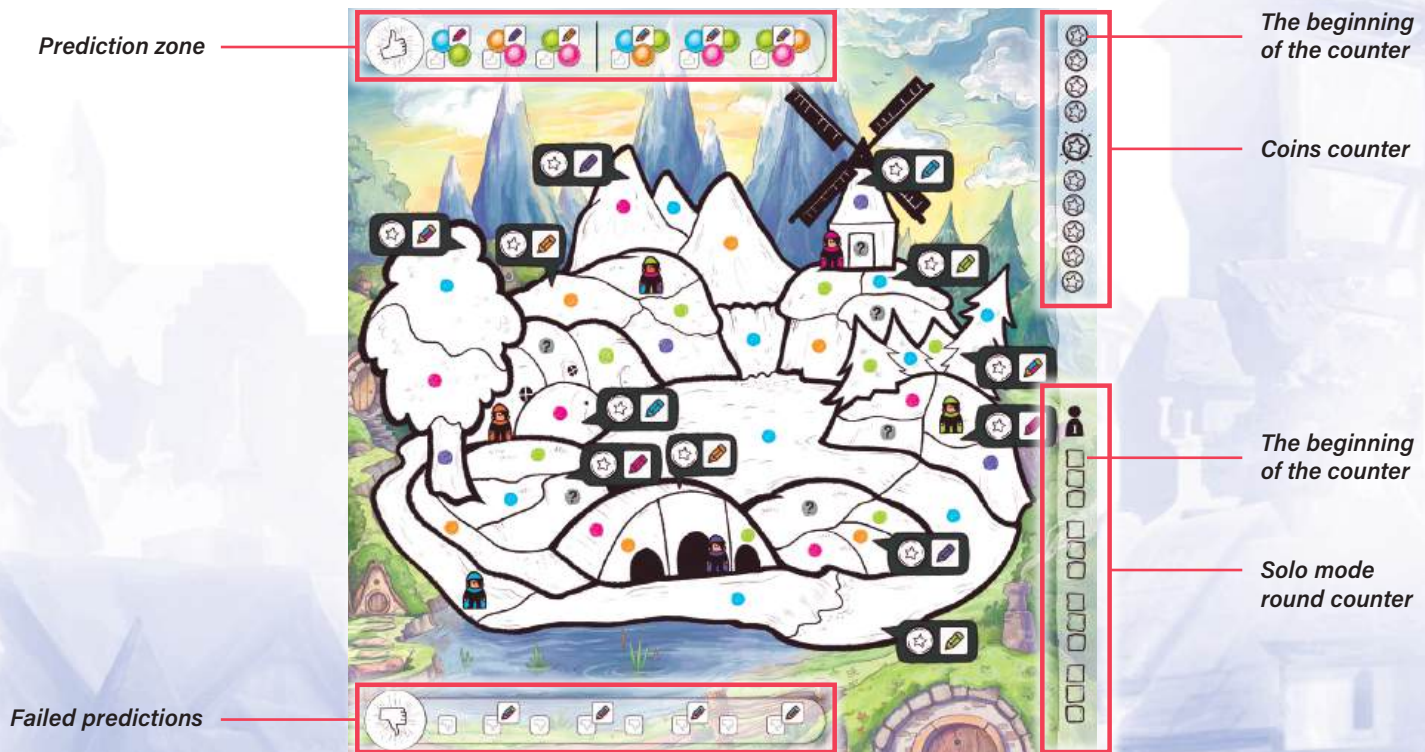 Prediction zone
The beginning
of the counter
Coins counter
?
?
?
?
?
?
The beginning
of the counter
Solo mode
round counter
Failed predictions